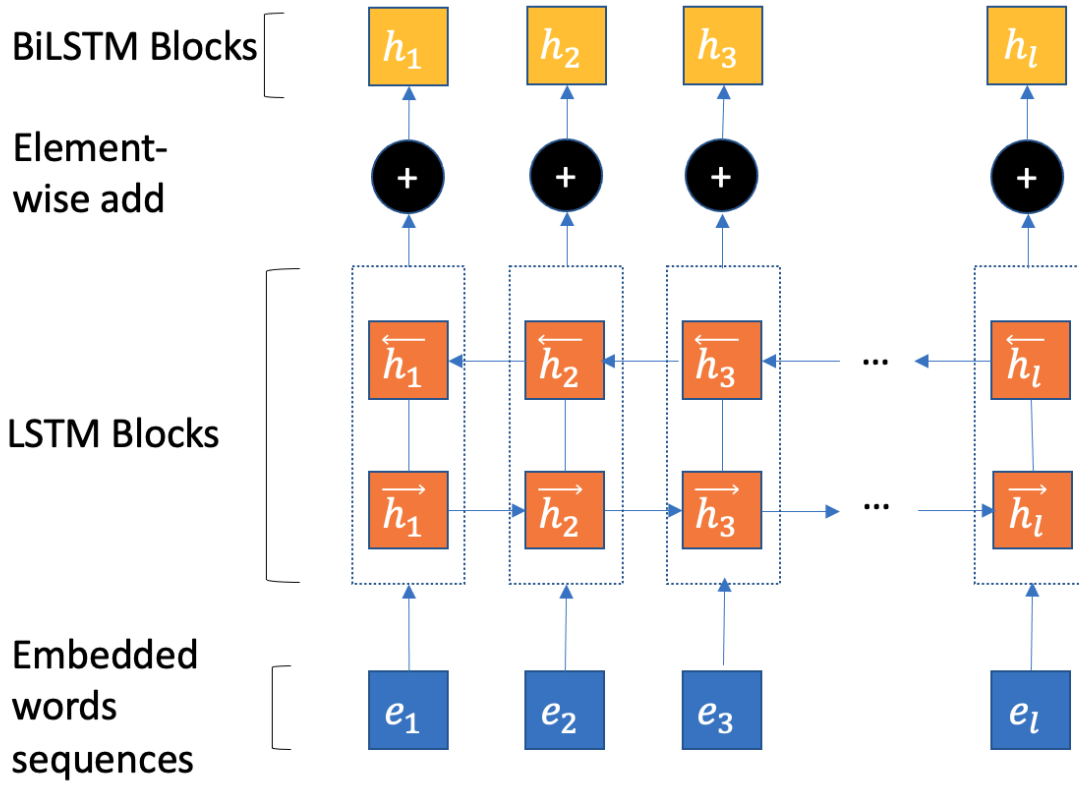 BiLSTM Blocks
h₁ h₂ h₃ hₗ
Element-
wise add
+ + + +
LSTM Blocks
←h₁ ←h₂ ←h₃ ... ←hₗ
→h₁ →h₂ →h₃ ... →hₗ
Embedded
words
sequences
e₁ e₂ e₃ eₗ